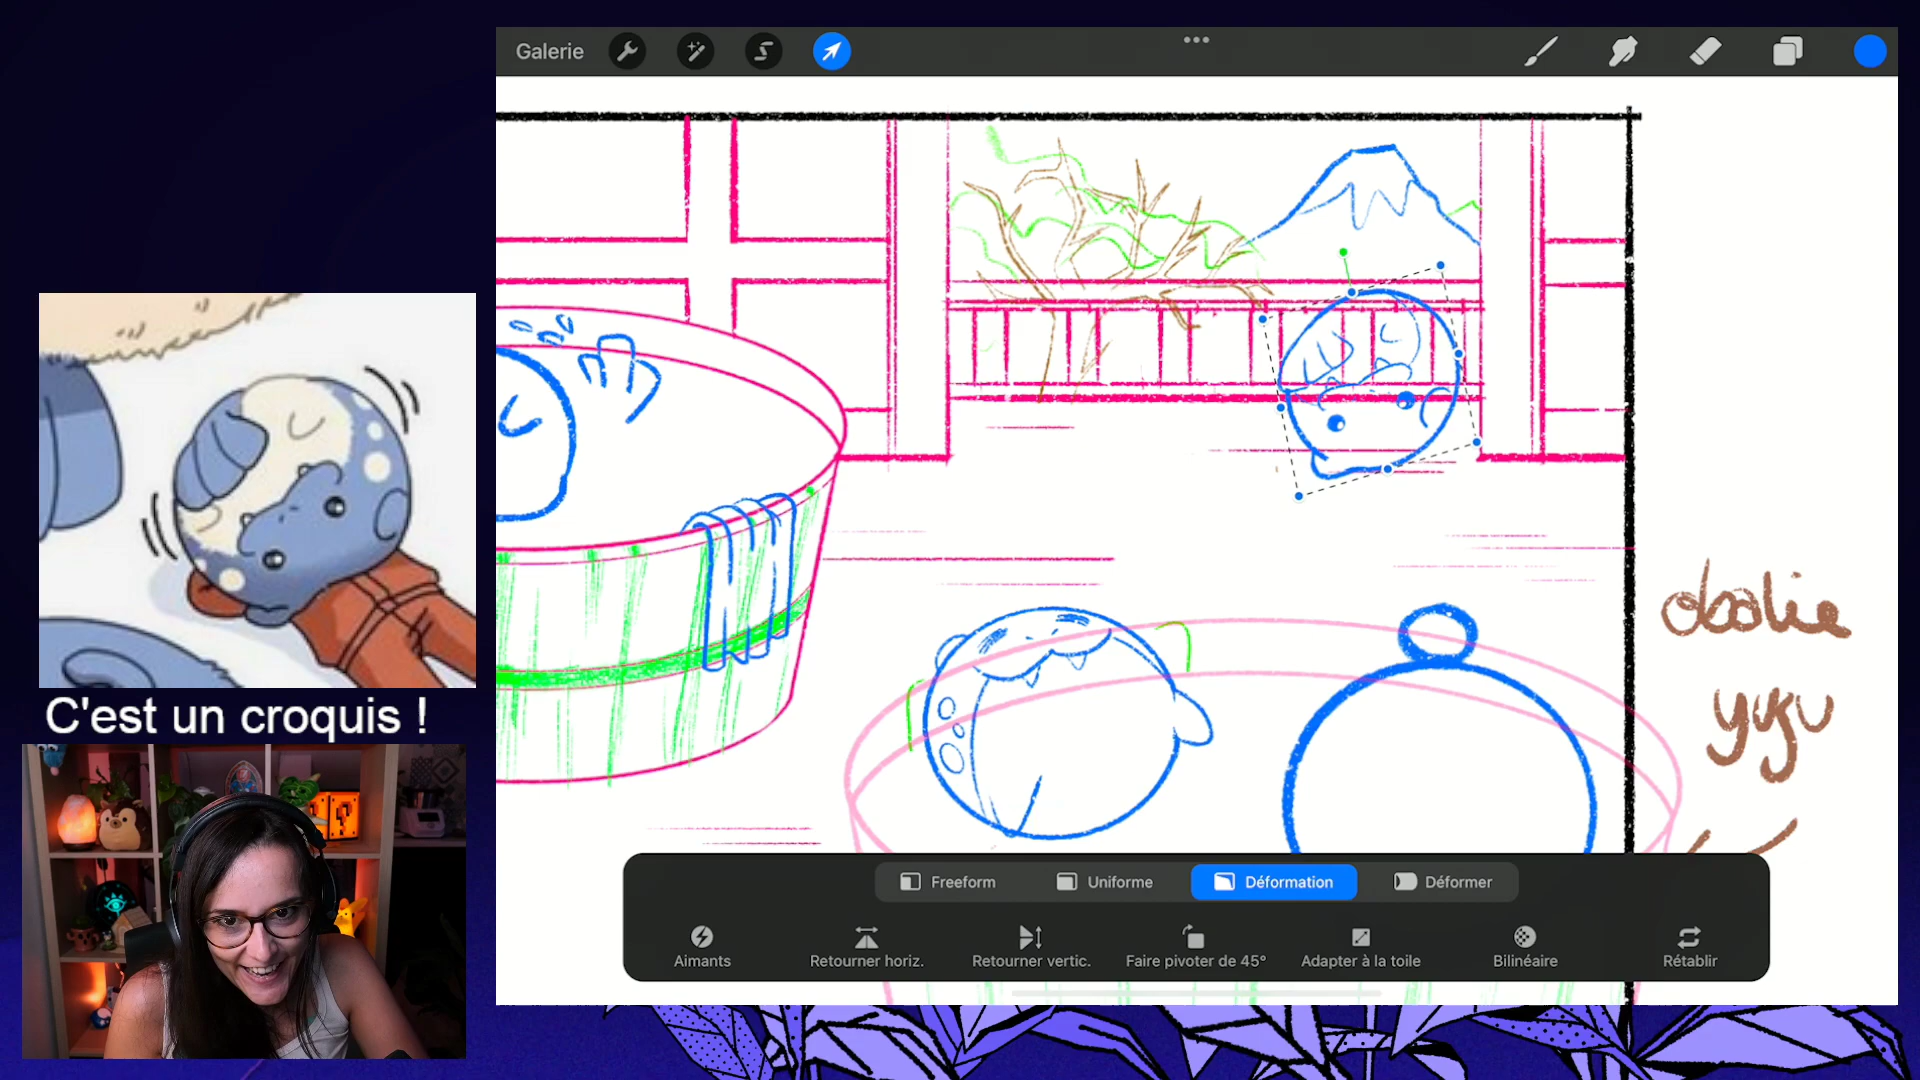 Galerie
C'est un croquis !
yuzu
Freeform Uniforme Déformation Déformer
Aimants Retourner horiz. Retourner vertic. Faire pivoter de 45° Adapter à la toile Bilinéaire Rétablir